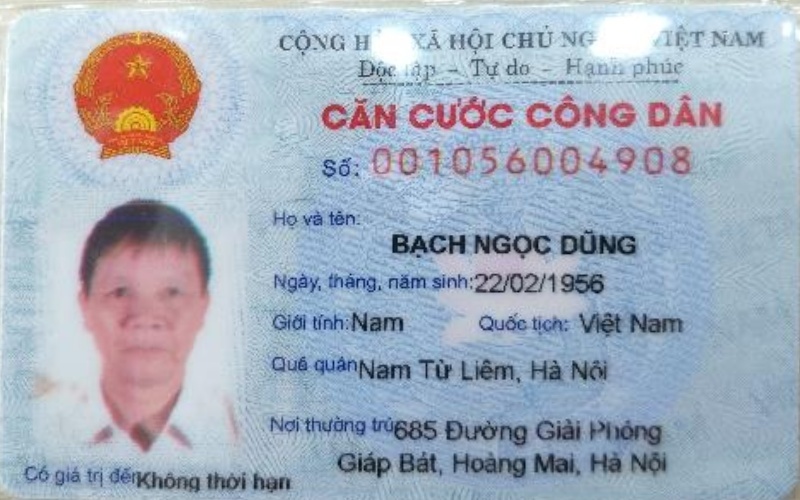 CỘNG HÒA XÃ HỘI CHỦ NGHĨA VIỆT NAM
Độc lập - Tự do - Hạnh phúc
CĂN CƯỚC CÔNG DÂN
Số: 001056004908
Họ và tên:
BẠCH NGỌC DŨNG
Ngày, tháng, năm sinh: 22/02/1956
Giới tính: Nam Quốc tịch: Việt Nam
Quê quán Nam Từ Liêm, Hà Nội
Nơi thường trú 685 Đường Giải Phóng
Giáp Bát, Hoàng Mai, Hà Nội
Có giá trị đến Không thời hạn